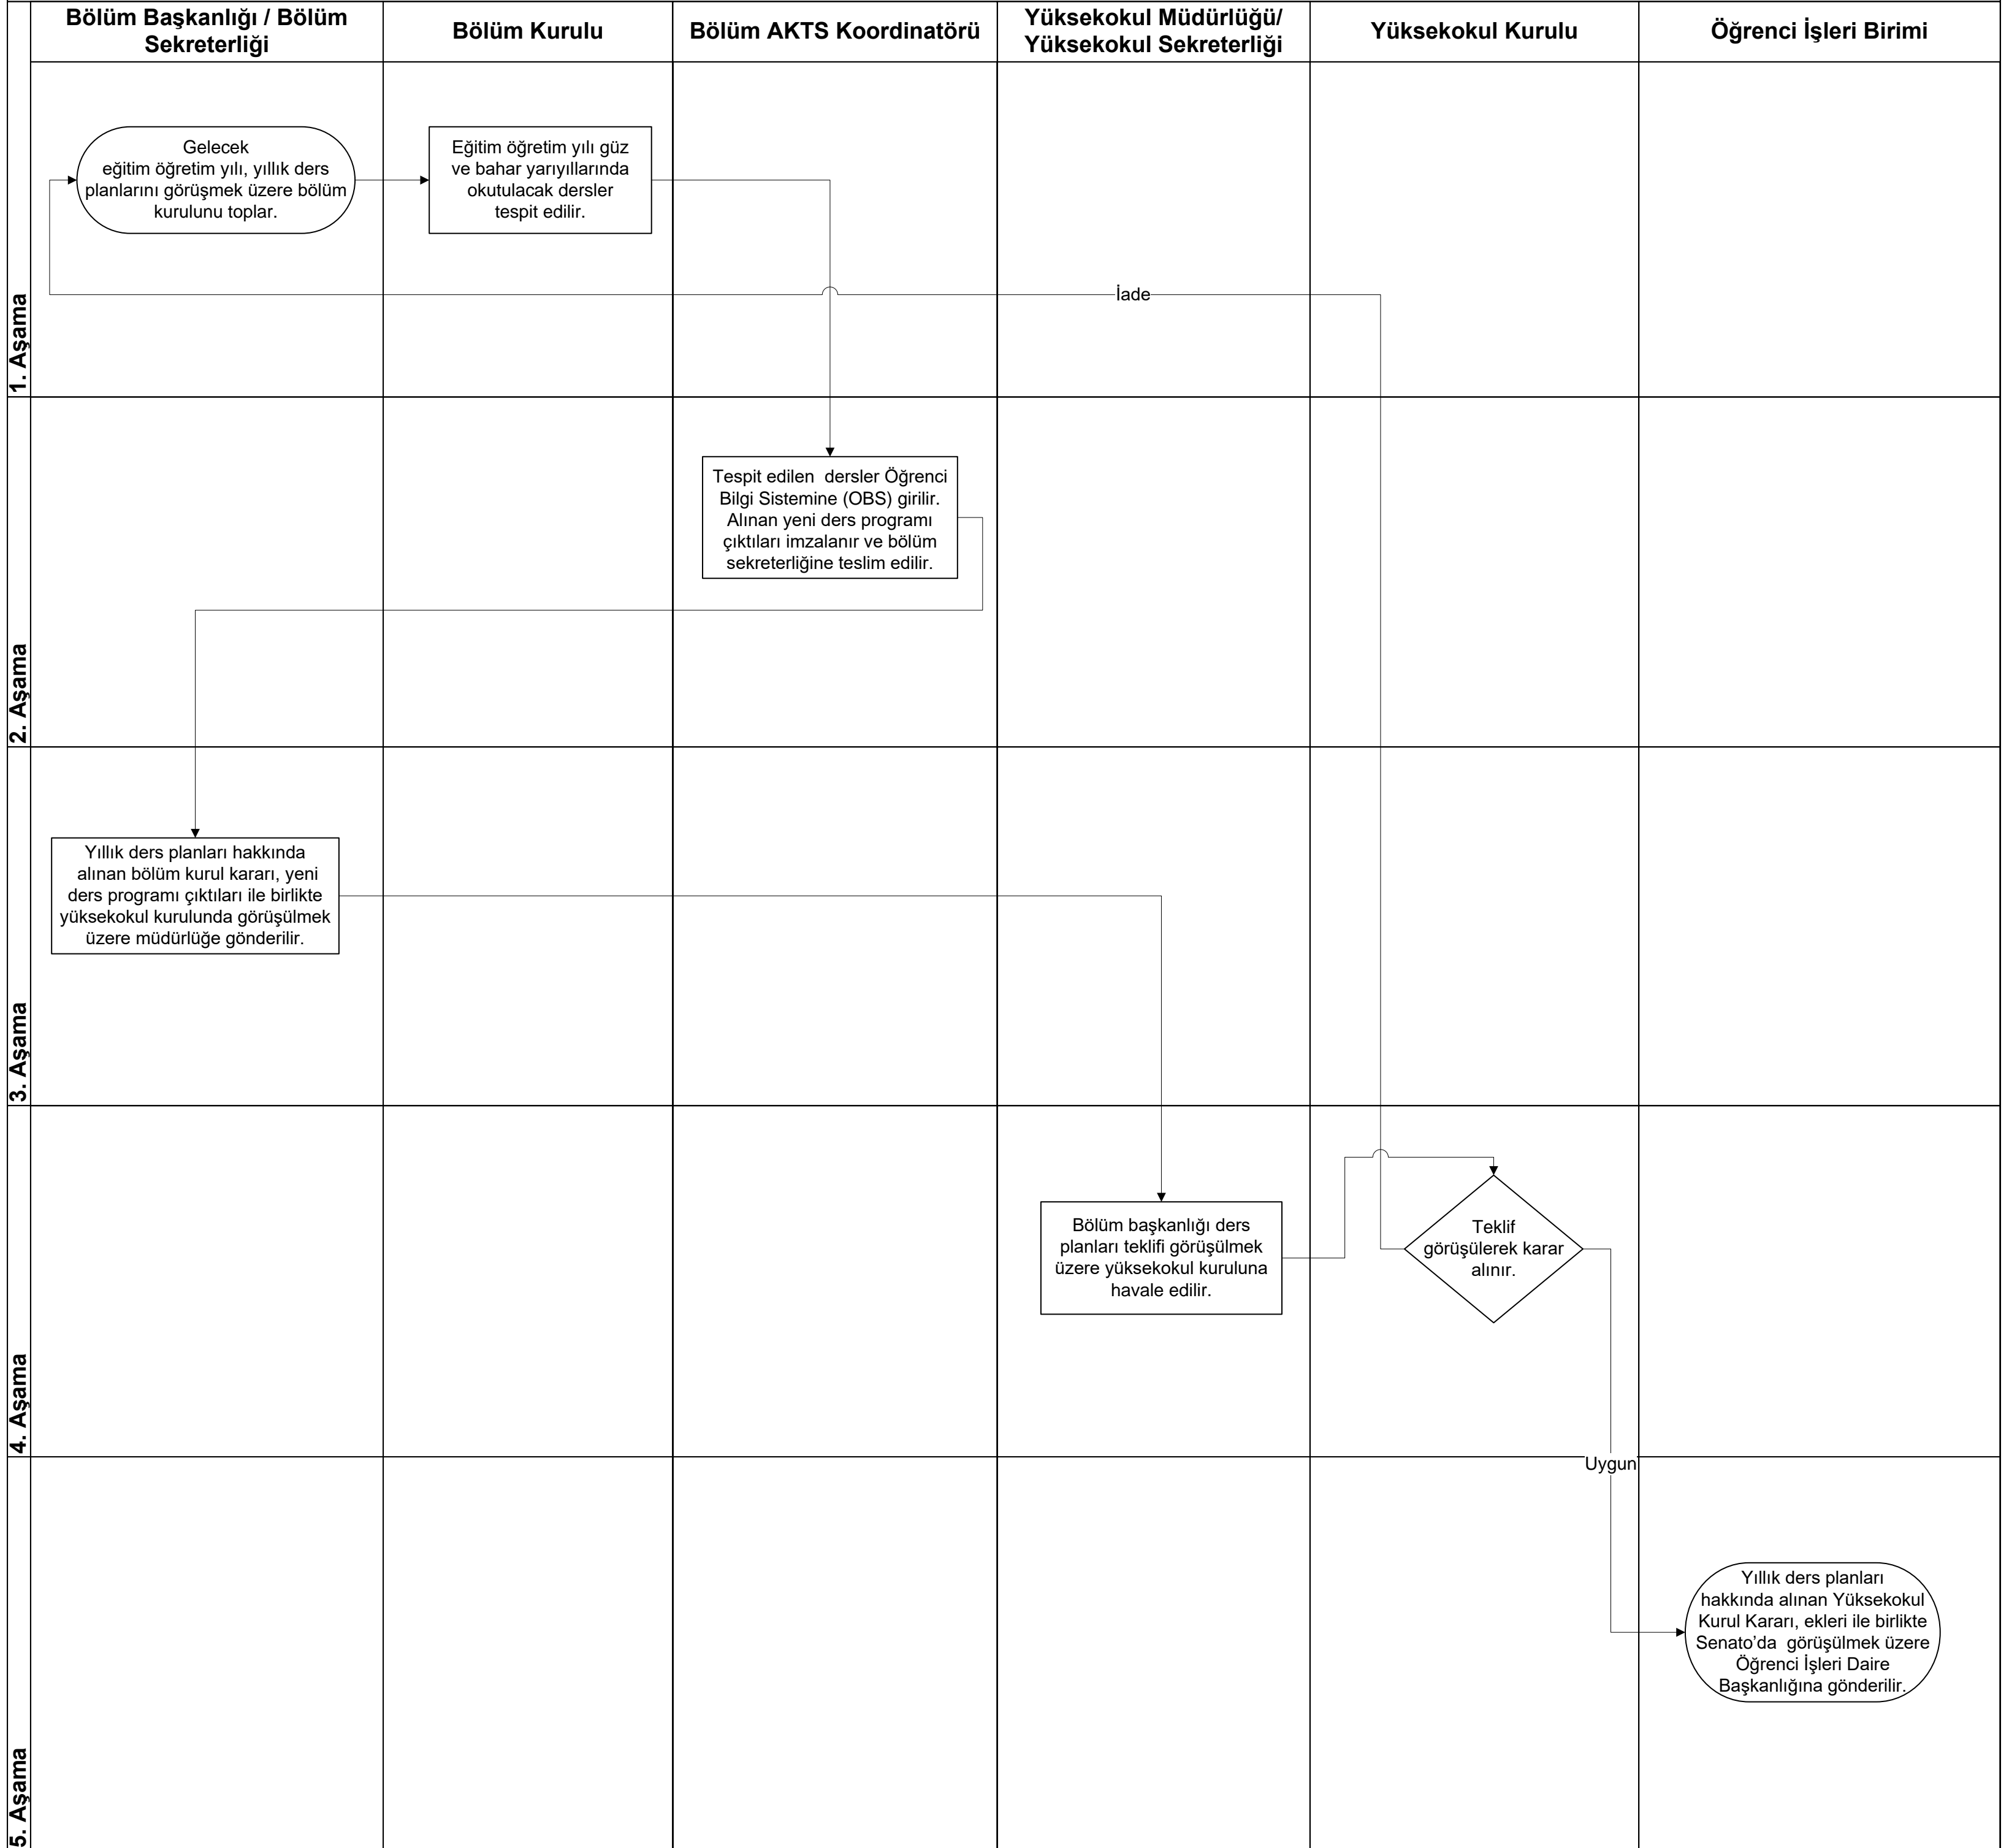 Bölüm Başkanlığı / Bölüm
Sekreterliği
Bölüm Kurulu
Bölüm AKTS Koordinatörü
Yüksekokul Müdürlüğü/
Yüksekokul Sekreterliği
Yüksekokul Kurulu
Öğrenci İşleri Birimi
1. Aşama
Gelecek
eğitim öğretim yılı, yıllık ders
planlarını görüşmek üzere bölüm
kurulunu toplar.
Eğitim öğretim yılı güz
ve bahar yarıyıllarında
okutulacak dersler
tespit edilir.
İade
2. Aşama
Tespit edilen  dersler Öğrenci
Bilgi Sistemine (OBS) girilir.
Alınan yeni ders programı
çıktıları imzalanır ve bölüm
sekreterliğine teslim edilir.
3. Aşama
Yıllık ders planları hakkında
alınan bölüm kurul kararı, yeni
ders programı çıktıları ile birlikte
yüksekokul kurulunda görüşülmek
üzere müdürlüğe gönderilir.
4. Aşama
Bölüm başkanlığı ders
planları teklifi görüşülmek
üzere yüksekokul kuruluna
havale edilir.
Teklif
görüşülerek karar
alınır.
Uygun
5. Aşama
Yıllık ders planları
hakkında alınan Yüksekokul
Kurul Kararı, ekleri ile birlikte
Senato’da  görüşülmek üzere
Öğrenci İşleri Daire
Başkanlığına gönderilir.